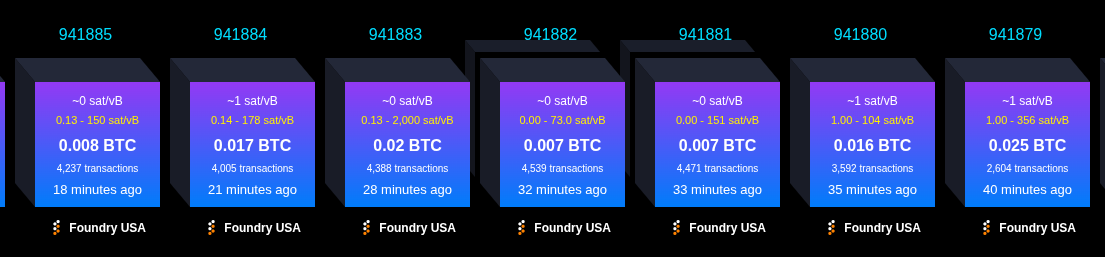 941885
~0 sat/vB
0.13 - 150 sat/vB
0.008 BTC
4,237 transactions
18 minutes ago
Foundry USA
941884
~1 sat/vB
0.14 - 178 sat/vB
0.017 BTC
4,005 transactions
21 minutes ago
Foundry USA
941883
~0 sat/vB
0.13 - 2,000 sat/vB
0.02 BTC
4,388 transactions
28 minutes ago
Foundry USA
941882
~0 sat/vB
0.00 - 73.0 sat/vB
0.007 BTC
4,539 transactions
32 minutes ago
Foundry USA
941881
~0 sat/vB
0.00 - 151 sat/vB
0.007 BTC
4,471 transactions
33 minutes ago
Foundry USA
941880
~1 sat/vB
1.00 - 104 sat/vB
0.016 BTC
3,592 transactions
35 minutes ago
Foundry USA
941879
~1 sat/vB
1.00 - 356 sat/vB
0.025 BTC
2,604 transactions
40 minutes ago
Foundry USA